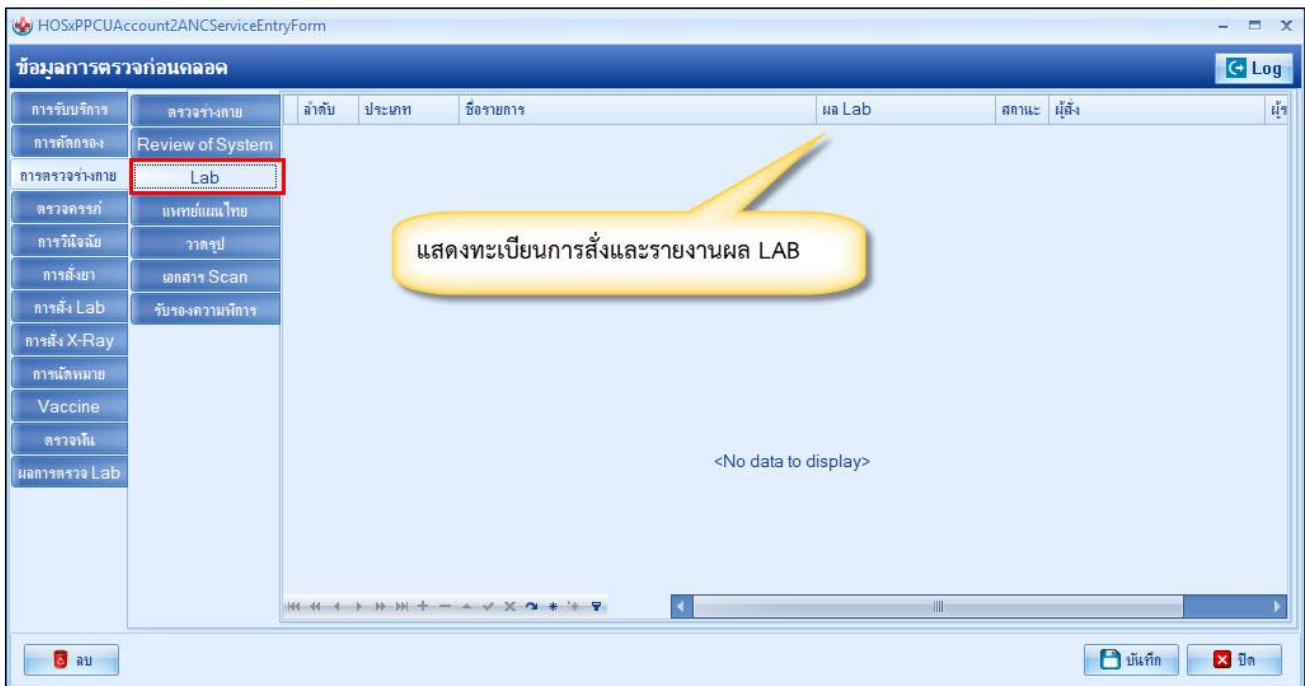 HOSxPPCUAccount2ANCServiceEntryForm
ข้อมูลการตรวจก่อนคลอด
Log
การรับบริการ
การคัดกรอง
การตรวจร่างกาย
ตรวจครรภ์
การวินิจฉัย
การสั่งยา
การสั่ง Lab
การสั่ง X-Ray
การนัดหมาย
Vaccine
ตรวจฟัน
ผลการตรวจ Lab
ตรวจร่างกาย
Review of System
Lab
แพทย์แผนไทย
วาดรูป
เอกสาร Scan
รับรองความพิการ
ลำดับ ประเภท ชื่อรายการ ผล Lab สถานะ ผู้สั่ง
แสดงทะเบียนการสั่งและรายงานผล LAB
<No data to display>
ลบ
บันทึก
ปิด